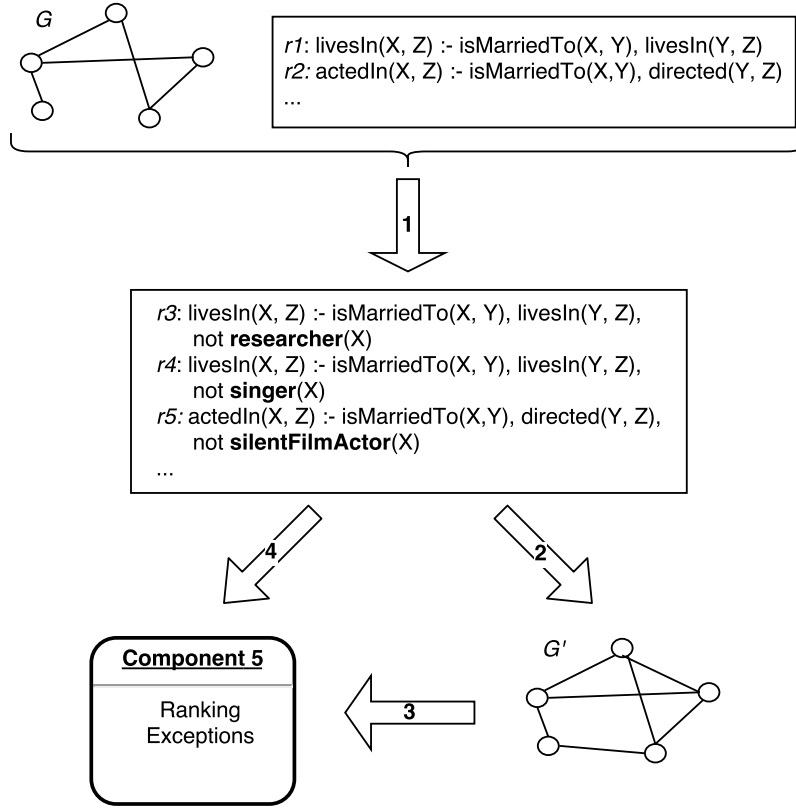 G
r1: livesIn(X, Z) :- isMarriedTo(X, Y), livesIn(Y, Z)
r2: actedIn(X, Z) :- isMarriedTo(X,Y), directed(Y, Z)
...
1
r3: livesIn(X, Z) :- isMarriedTo(X, Y), livesIn(Y, Z),
not researcher(X)
r4: livesIn(X, Z) :- isMarriedTo(X, Y), livesIn(Y, Z),
not singer(X)
r5: actedIn(X, Z) :- isMarriedTo(X,Y), directed(Y, Z),
not silentFilmActor(X)
...
4
2
Component 5
Ranking
Exceptions
3
G'